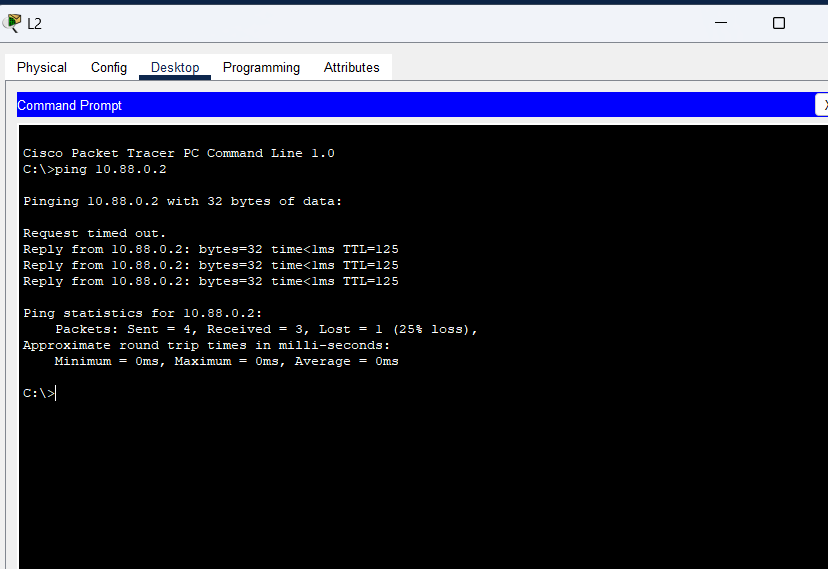 L2
Physical Config Desktop Programming Attributes
Command Prompt
X
Cisco Packet Tracer PC Command Line 1.0
C:\>ping 10.88.0.2
Pinging 10.88.0.2 with 32 bytes of data:
Request timed out.
Reply from 10.88.0.2: bytes=32 time<1ms TTL=125
Reply from 10.88.0.2: bytes=32 time<1ms TTL=125
Reply from 10.88.0.2: bytes=32 time<1ms TTL=125
Ping statistics for 10.88.0.2:
    Packets: Sent = 4, Received = 3, Lost = 1 (25% loss),
Approximate round trip times in milli-seconds:
    Minimum = 0ms, Maximum = 0ms, Average = 0ms
C:\>